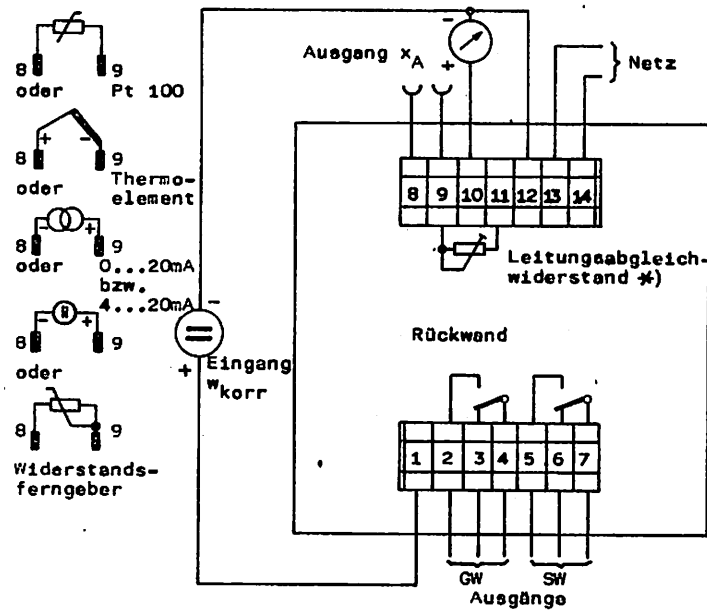 8 9
oder Pt 100
+ -
8 9
oder Thermo-
element
- +
8 9
oder 0...20mA
bzw.
4...20mA
- +
8 9
oder
8 9
Widerstands-
ferngeber
-
Ausgang xA +
Netz
8 9 10 11 12 13 14
Leitungsabgleich-
widerstand *)
Rückwand
-
+ Eingang
wkorr
1 2 3 4 5 6 7
GW SW
Ausgänge